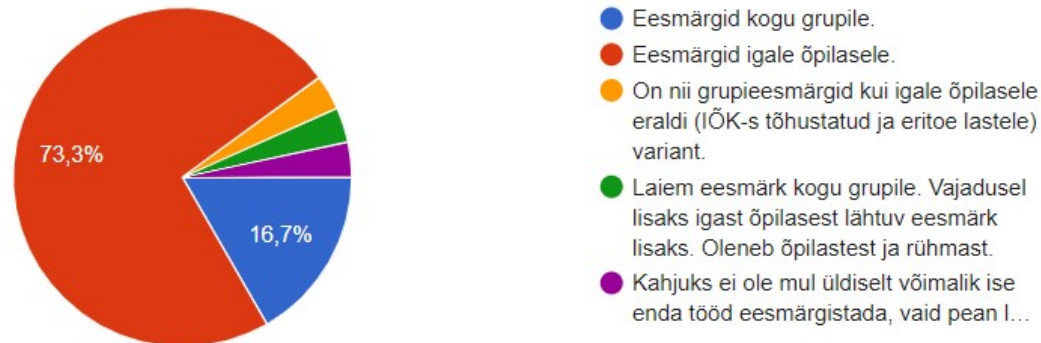 73,3%
16,7%
Eesmärgid kogu grupile.
Eesmärgid igale õpilasele.
On nii grupieesmärgid kui igale õpilasele
eraldi (IÕK-s tõhustatud ja eritoe lastele)
variant.
Laiem eesmärk kogu grupile. Vajadusel
lisaks igast õpilasest lähtuv eesmärk
lisaks. Oleneb õpilastest ja rühmast.
Kahjuks ei ole mul üldiselt võimalik ise
enda tööd eesmärgistada, vaid pean l...